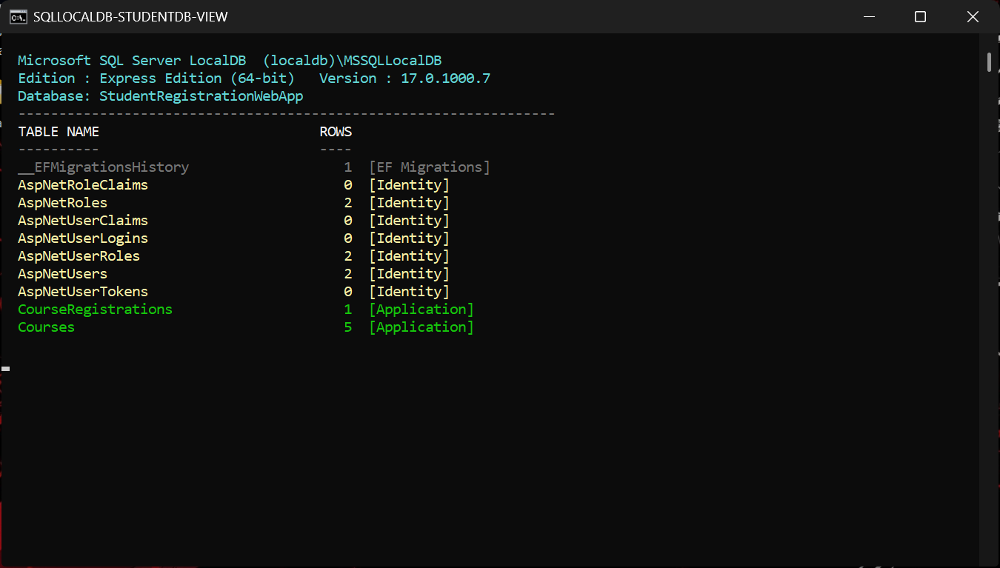 SQLLOCALDB-STUDENTDB-VIEW
Microsoft SQL Server LocalDB  (localdb)\MSSQLLocalDB
Edition : Express Edition (64-bit)   Version : 17.0.1000.7
Database: StudentRegistrationWebApp
------------------------------------------------------------------
TABLE NAME                           ROWS
----------                           ----
__EFMigrationsHistory                   1  [EF Migrations]
AspNetRoleClaims                        0  [Identity]
AspNetRoles                             2  [Identity]
AspNetUserClaims                        0  [Identity]
AspNetUserLogins                        0  [Identity]
AspNetUserRoles                         2  [Identity]
AspNetUsers                             2  [Identity]
AspNetUserTokens                        0  [Identity]
CourseRegistrations                     1  [Application]
Courses                                 5  [Application]